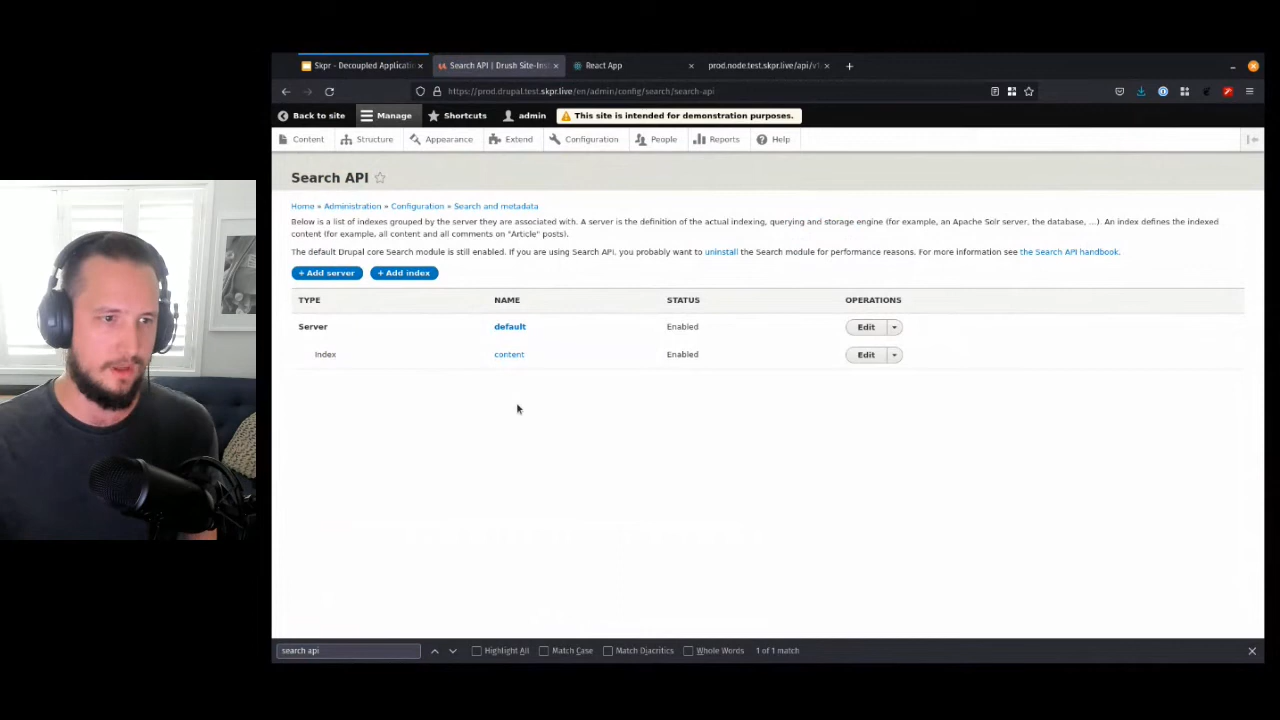 Skpr - Decoupled Applicatio
Search API | Drush Site-Inst
React App
prod.node.test.skpr.live/api/v1
https://prod.drupal.test.skpr.live/en/admin/config/search/search-api
Back to site
Manage
Shortcuts
admin
This site is intended for demonstration purposes.
Content
Structure
Appearance
Extend
Configuration
People
Reports
Help
Search API
Home » Administration » Configuration » Search and metadata
Below is a list of indexes grouped by the server they are associated with. A server is the definition of the actual indexing, querying and storage engine (for example, an Apache Solr server, the database, ...). An index defines the indexed
content (for example, all content and all comments on "Article" posts).
The default Drupal core Search module is still enabled. If you are using Search API, you probably want to uninstall the Search module for performance reasons. For more information see the Search API handbook.
+ Add server
+ Add index
TYPE NAME STATUS OPERATIONS
Server default Enabled Edit
Index content Enabled Edit
search api
Highlight All
Match Case
Match Diacritics
Whole Words
1 of 1 match